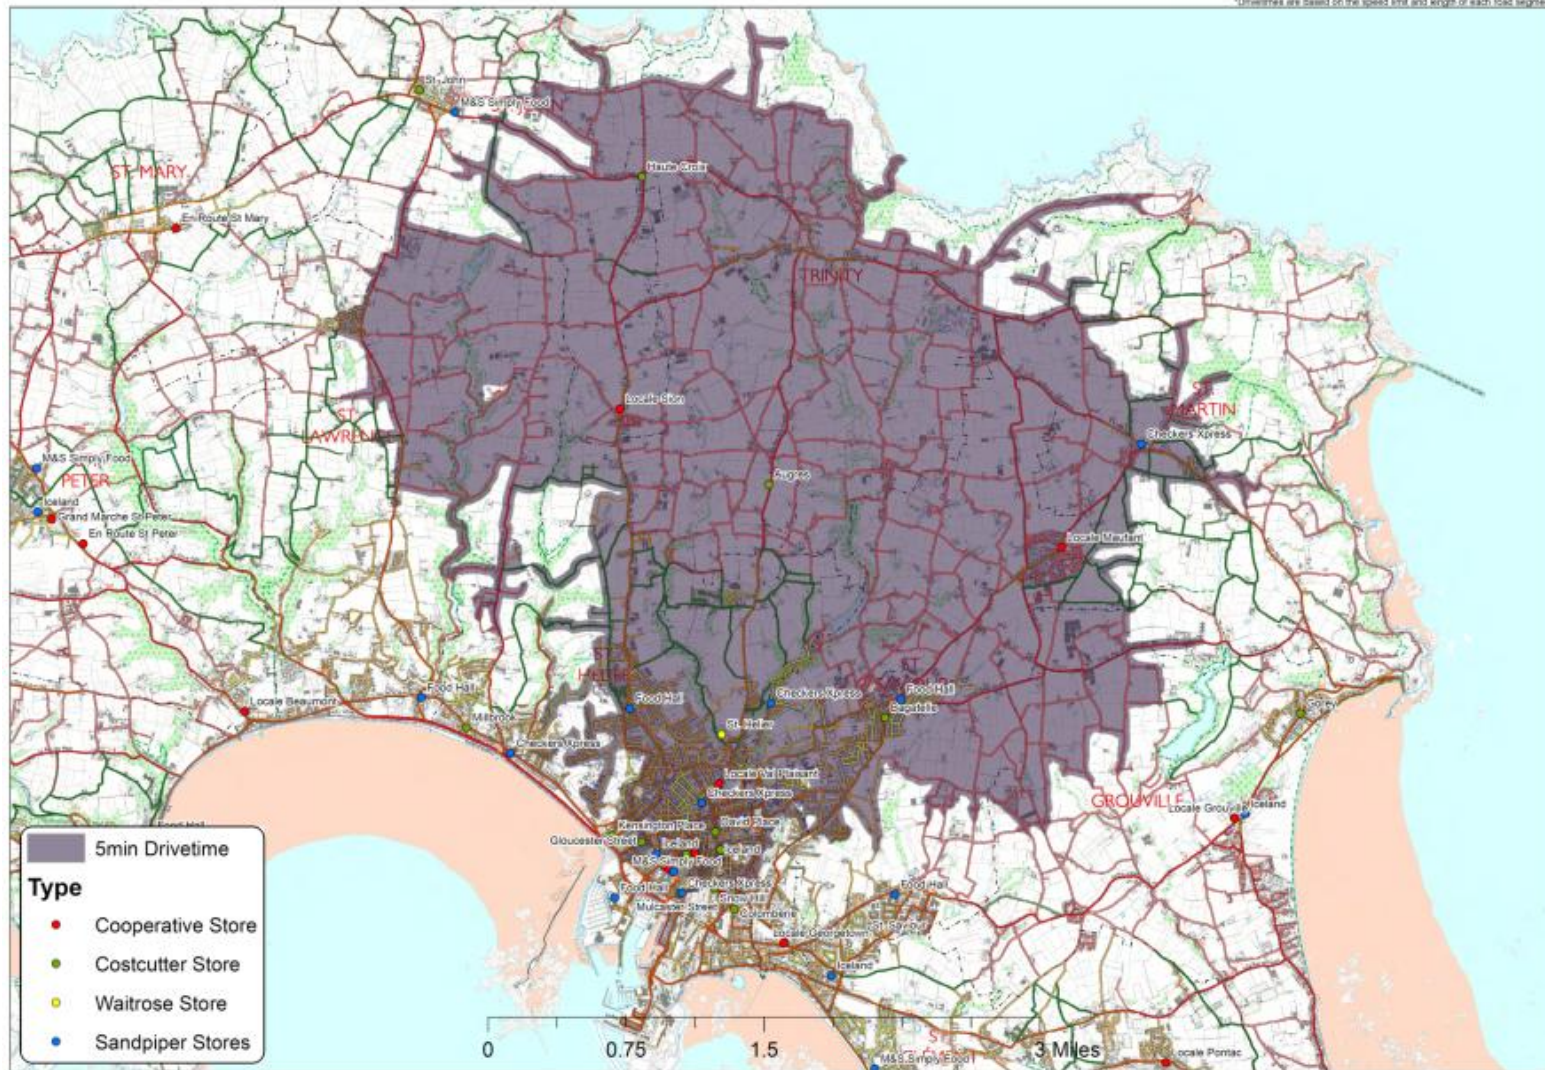 *Drivetimes are based on the speed limit and length of each road segme
St. John
M&S Simply Food
Haute Croix
ST. MARY
En Route St Mary
TRINITY
Locale Sion
ST.
MARTIN
ST.
LAWRENCE
Checkers Xpress
M&S Simply Food
PETER
Augres
Iceland
Grand Marche St Peter
En Route St Peter
Locale Maufant
Food Hall
Locale Beaumont
Millbrook
Checkers Xpress
Food Hall
Checkers Xpress
ST.
Food Hall
Bagatelle
St. Helier
Gorey
Locale Val Plaisant
Checkers Xpress
GROUVILLE
Locale Grouville
Iceland
Kensington Place
David Place
Gloucester Street
Iceland
Iceland
M&S Simply Food
Food Hall
Checkers Xpress
Mulcaster Street
Snow Hill
Colomberie
Food Hall
St. Saviour
Locale Georgetown
Iceland
M&S Simply Food
Locale Pontac
5min Drivetime
Type
Cooperative Store
Costcutter Store
Waitrose Store
Sandpiper Stores
0 0.75 1.5 3 Miles